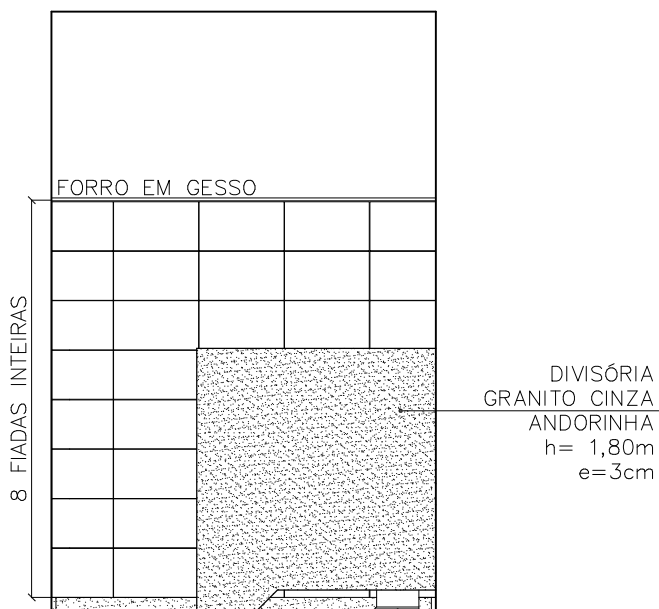 FORRO EM GESSO
8 FIADAS INTEIRAS
DIVISÓRIA
GRANITO CINZA
ANDORINHA
h= 1,80m
e=3cm